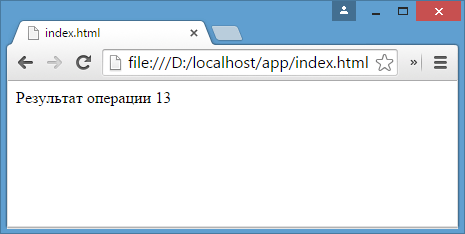 index.html
file:///D:/localhost/app/index.html
»
Результат операции 13